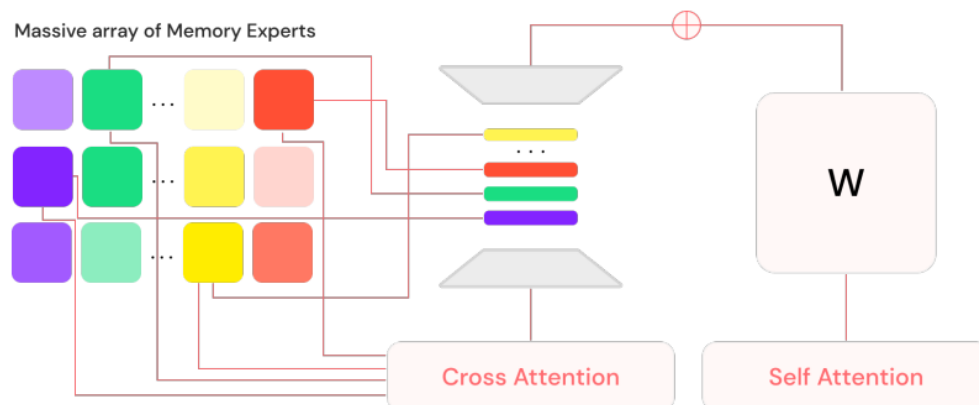 Massive array of Memory Experts
...
...
...
...
W
Cross Attention
Self Attention